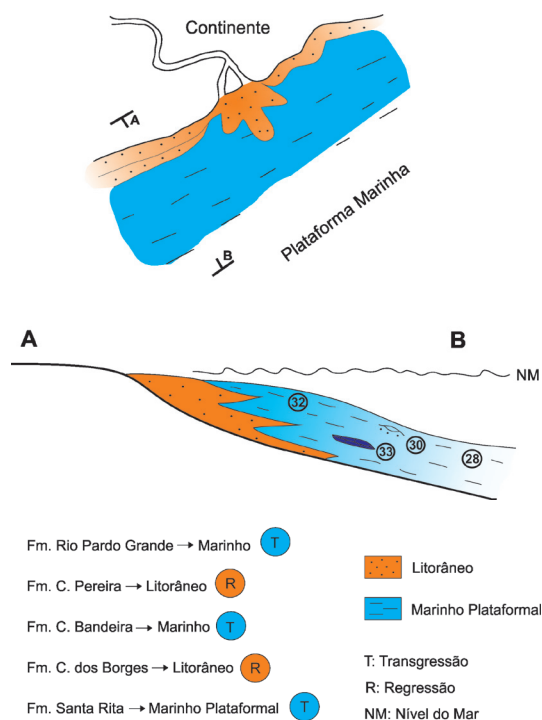 Continente
A
Plataforma Marinha
B
A
B
NM
32
30
33
28
Fm. Rio Pardo Grande → Marinho T
Fm. C. Pereira → Litorâneo R
Fm. C. Bandeira → Marinho T
Fm. C. dos Borges → Litorâneo R
Fm. Santa Rita → Marinho Plataformal T
Litorâneo
Marinho Plataformal
T: Transgressão
R: Regressão
NM: Nível do Mar